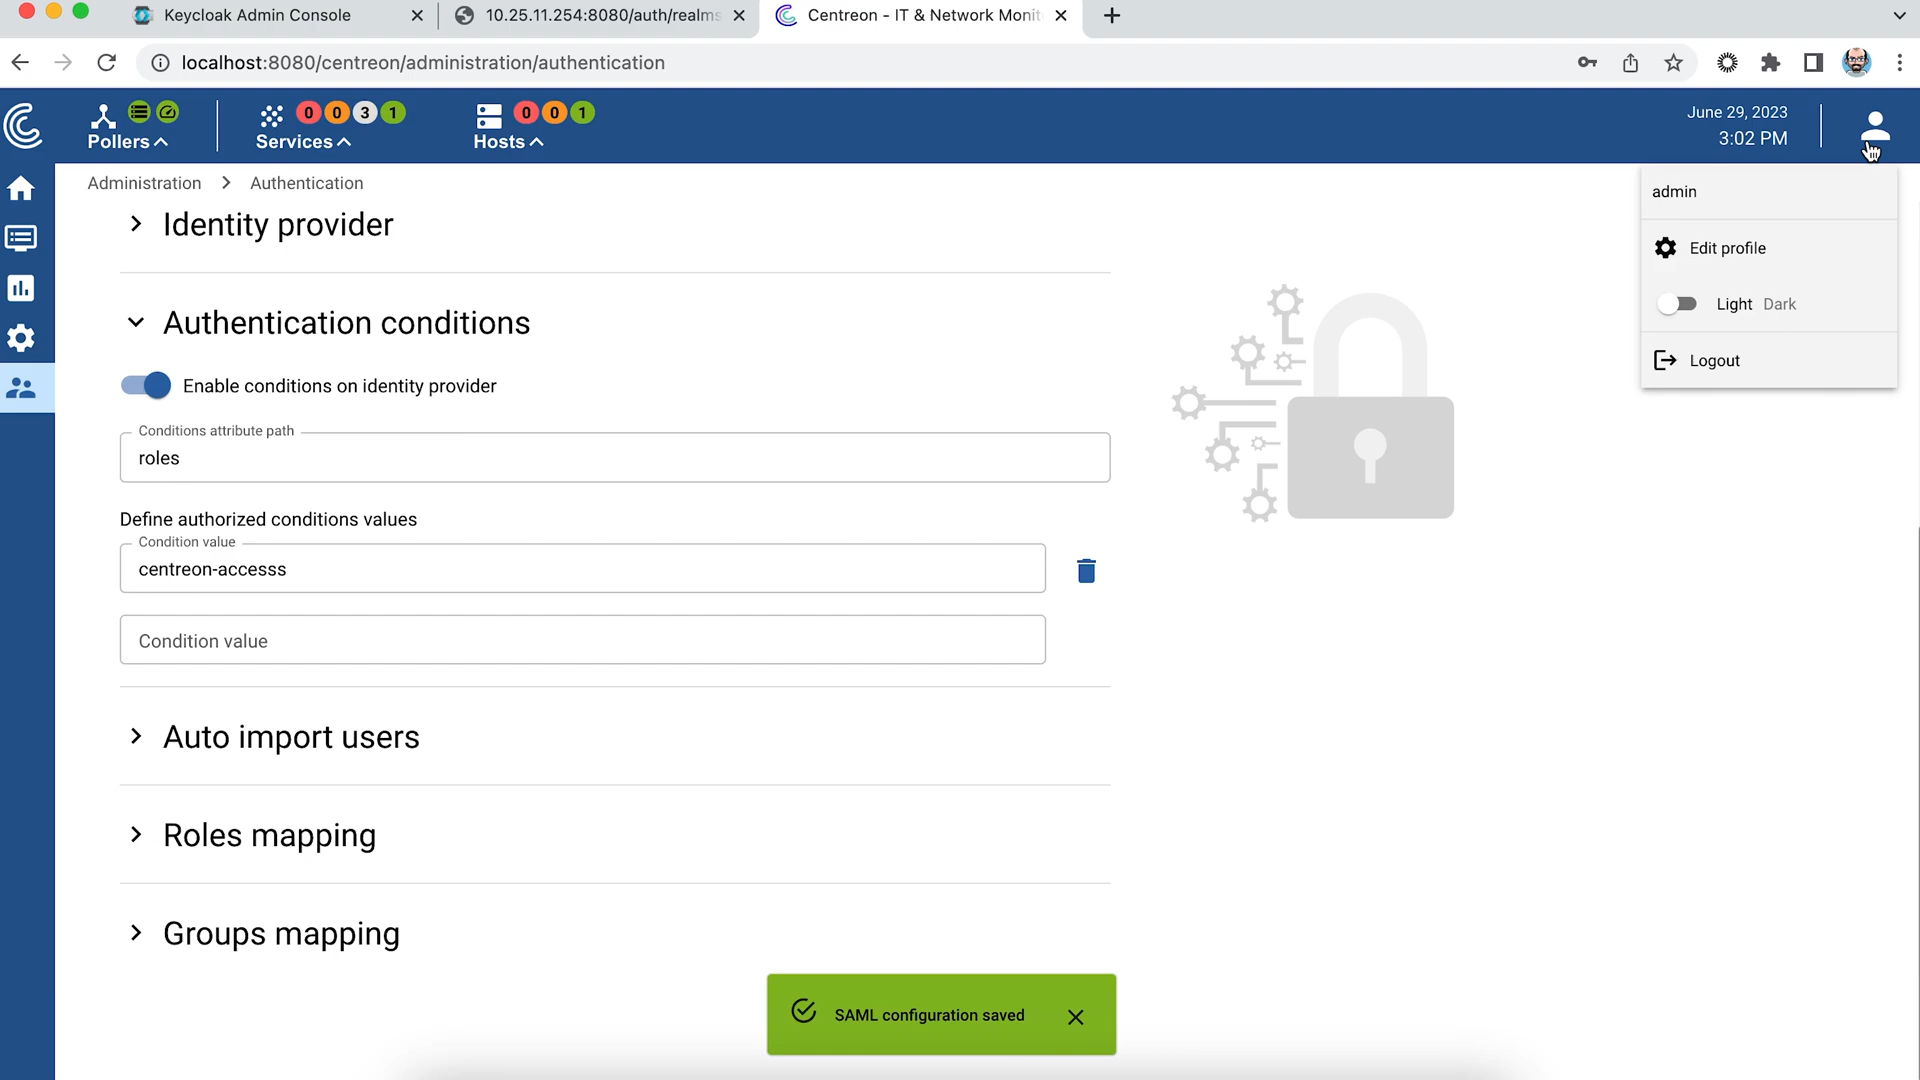 Keycloak Admin Console
10.25.11.254:8080/auth/realms
Centreon - IT & Network Monit
localhost:8080/centreon/administration/authentication
Pollers
0 0 3 1
Services
0 0 1
Hosts
June 29, 2023
3:02 PM
Administration > Authentication
admin
Edit profile
Light Dark
Logout
Identity provider
Authentication conditions
Enable conditions on identity provider
Conditions attribute path
roles
Define authorized conditions values
Condition value
centreon-accesss
Condition value
Auto import users
Roles mapping
Groups mapping
SAML configuration saved